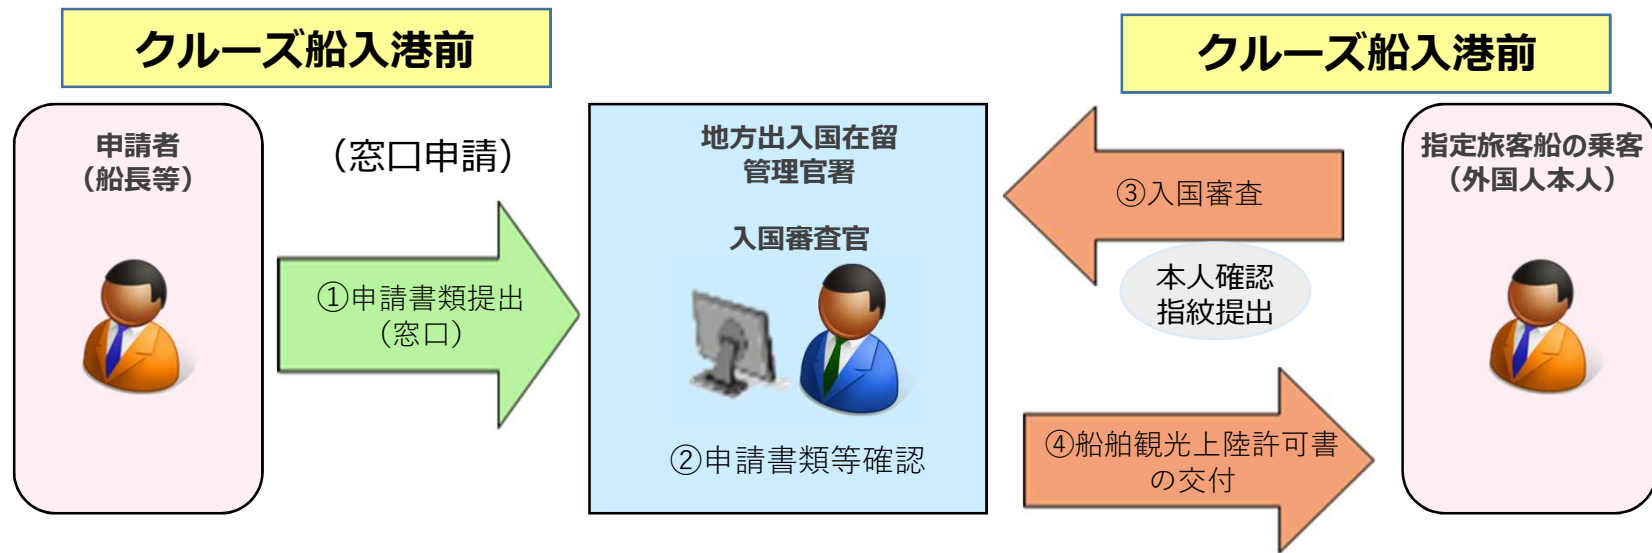 クルーズ船入港前
クルーズ船入港前
申請者
（船長等）
（窓口申請）
①申請書類提出
（窓口）
地方出入国在留
管理官署
入国審査官
②申請書類等確認
③入国審査
本人確認
指紋提出
④船舶観光上陸許可書
の交付
指定旅客船の乗客
（外国人本人）